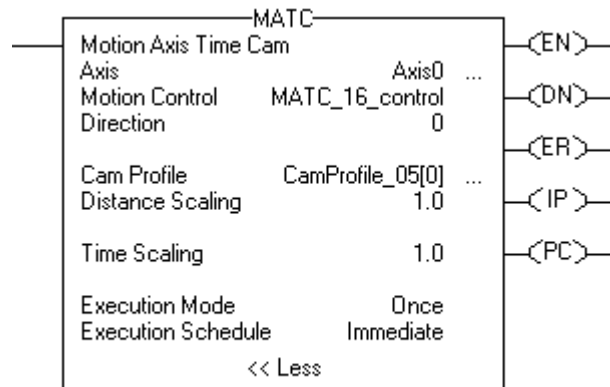 MATC
Motion Axis Time Cam
Axis Axis0 ...
Motion Control MATC_16_control
Direction 0
Cam Profile CamProfile_05[0] ...
Distance Scaling 1.0
Time Scaling 1.0
Execution Mode Once
Execution Schedule Immediate
<< Less
EN
DN
ER
IP
PC